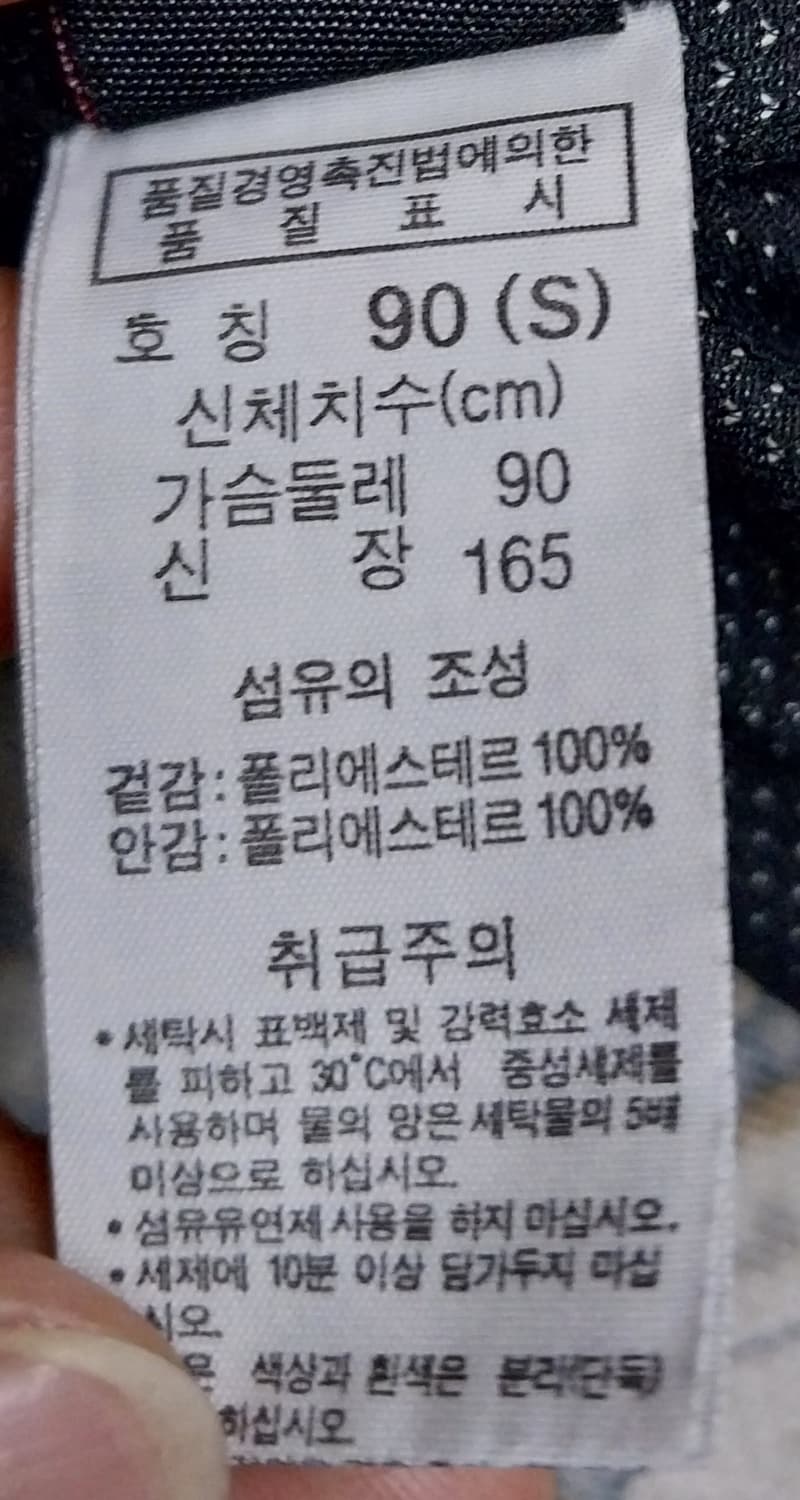 품질경영촉진법에의한
품 질 표 시
호 칭 90 (S)
신체치수(cm)
가슴둘레 90
신 장 165
섬유의 조성
겉감: 폴리에스테르 100%
안감: 폴리에스테르 100%
취급주의
• 세탁시 표백제 및 강력효소 세제
를 피하고 30°C에서 중성세제를
사용하며 물의 양은 세탁물의 5배
이상으로 하십시오.
• 섬유유연제 사용을 하지 마십시오.
• 세제에 10분 이상 담가두지 마십
시오.
색상과 흰색은 분리(단독)
하십시오